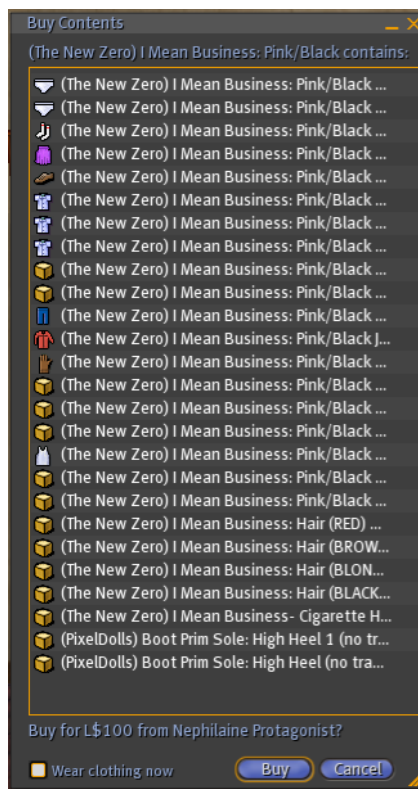 Buy Contents
(The New Zero) I Mean Business: Pink/Black contains:
(The New Zero) I Mean Business: Pink/Black ...
(The New Zero) I Mean Business: Pink/Black ...
(The New Zero) I Mean Business: Pink/Black ...
(The New Zero) I Mean Business: Pink/Black ...
(The New Zero) I Mean Business: Pink/Black ...
(The New Zero) I Mean Business: Pink/Black ...
(The New Zero) I Mean Business: Pink/Black ...
(The New Zero) I Mean Business: Pink/Black ...
(The New Zero) I Mean Business: Pink/Black ...
(The New Zero) I Mean Business: Pink/Black ...
(The New Zero) I Mean Business: Pink/Black ...
(The New Zero) I Mean Business: Pink/Black J...
(The New Zero) I Mean Business: Pink/Black ...
(The New Zero) I Mean Business: Pink/Black ...
(The New Zero) I Mean Business: Pink/Black ...
(The New Zero) I Mean Business: Pink/Black ...
(The New Zero) I Mean Business: Pink/Black ...
(The New Zero) I Mean Business: Pink/Black ...
(The New Zero) I Mean Business: Pink/Black ...
(The New Zero) I Mean Business: Hair (RED) ...
(The New Zero) I Mean Business: Hair (BROW...
(The New Zero) I Mean Business: Hair (BLON...
(The New Zero) I Mean Business: Hair (BLACK...
(The New Zero) I Mean Business- Cigarette H...
(PixelDolls) Boot Prim Sole: High Heel 1 (no tr...
(PixelDolls) Boot Prim Sole: High Heel (no tra...
Buy for L$100 from Nephilaine Protagonist?
Wear clothing now Buy Cancel